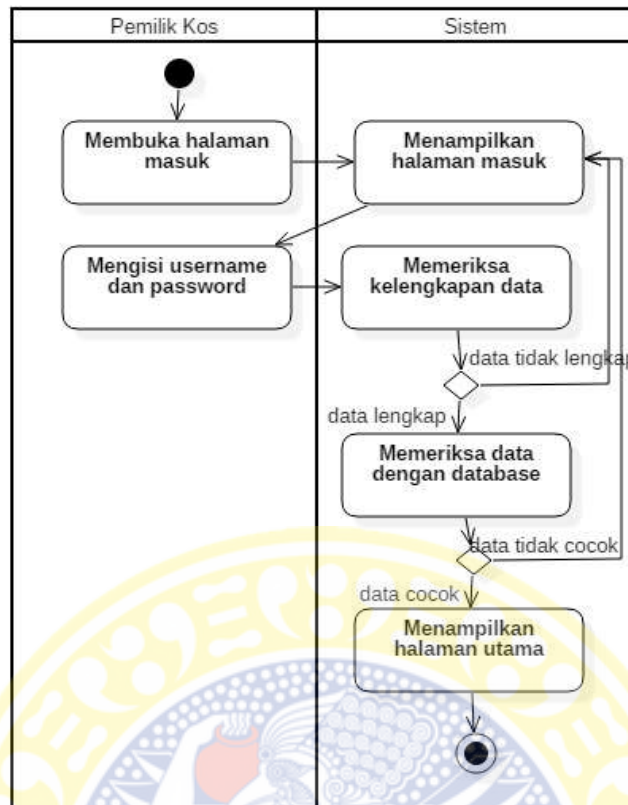 Pemilik Kos
Sistem
Membuka halaman
masuk
Menampilkan
halaman masuk
Mengisi username
dan password
Memeriksa
kelengkapan data
data tidak lengkap
data lengkap
Memeriksa data
dengan database
data tidak cocok
data cocok
Menampilkan
halaman utama